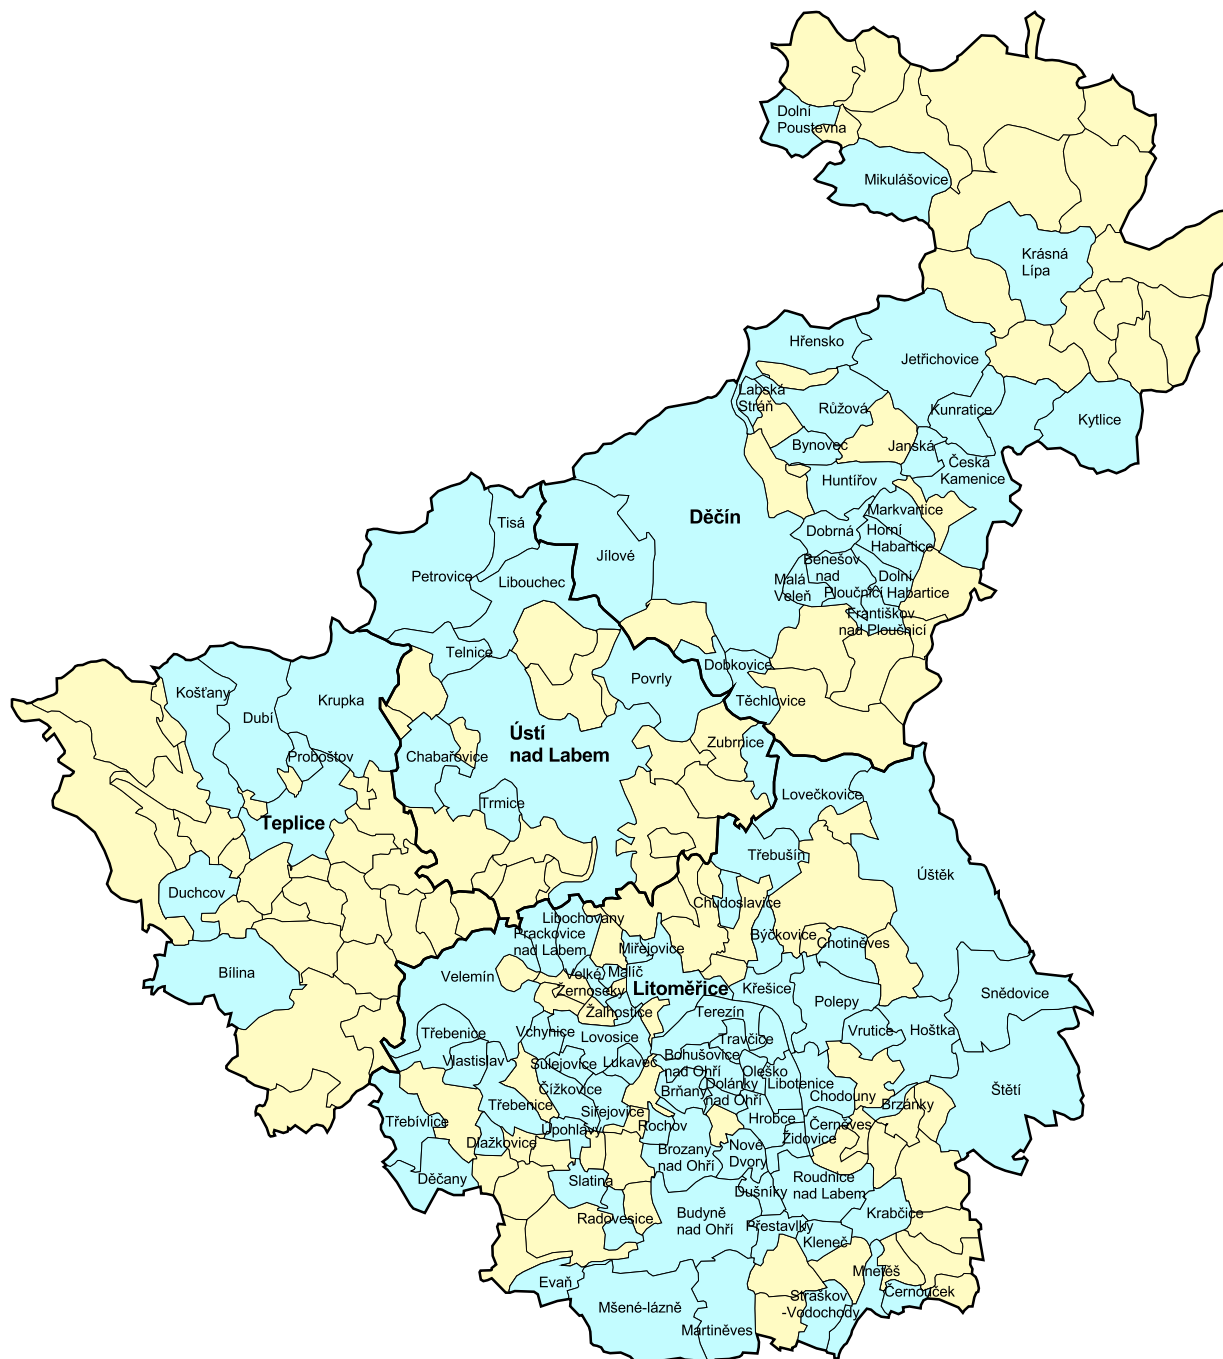 Dolní
Poustevna
Mikulášovice
Krásná
Lípa
Hřensko
Jetřichovice
Labská
Stráň
Růžová
Kunratice
Kytlice
Bynovec
Janská
Česká
Kamenice
Huntířov
Děčín
Markvartice
Tisá
Dobrná
Horní
Habartice
Jílové
Benešov
nad
Ploučnicí
Petrovice
Libouchec
Malá
Veleň
Dolní
Habartice
Františkov
nad Ploučnicí
Telnice
Dobkovice
Povrly
Košťany
Krupka
Těchlovice
Dubí
Ústí
nad Labem
Zubrnice
Proboštov
Chabařovice
Trmice
Lovečkovice
Teplice
Třebušín
Úštěk
Duchcov
Chudoslavice
Libochovany
Prackovice
nad Labem
Miřejovice
Býčkovice
Chotiněves
Bílina
Velemín
Velké
Žernoseky
Malíč
Litoměřice
Křešice
Snědovice
Polepy
Žalhostice
Terezín
Třebenice
Vchynice
Lovosice
Travčice
Vrutice
Hoštka
Vlastislav
Sulejovice
Lukavec
Bohušovice
nad Ohří
Oleško
Čížkovice
Brňany
Dolánky
nad Ohří
Libotenice
Chodouny
Štětí
Třebenice
Siřejovice
Brzánky
Třebívlice
Upohlavy
Rochov
Hrobce
Černěves
Dlažkovice
Židovice
Brozany
nad Ohří
Nové
Dvory
Děčany
Slatina
Dušníky
Roudnice
nad Labem
Radovesice
Budyně
nad Ohří
Přestavlky
Krabčice
Kleneč
Evaň
Mnetěš
Mšené-lázně
Straškov
-Vodochody
Černouček
Martiněves